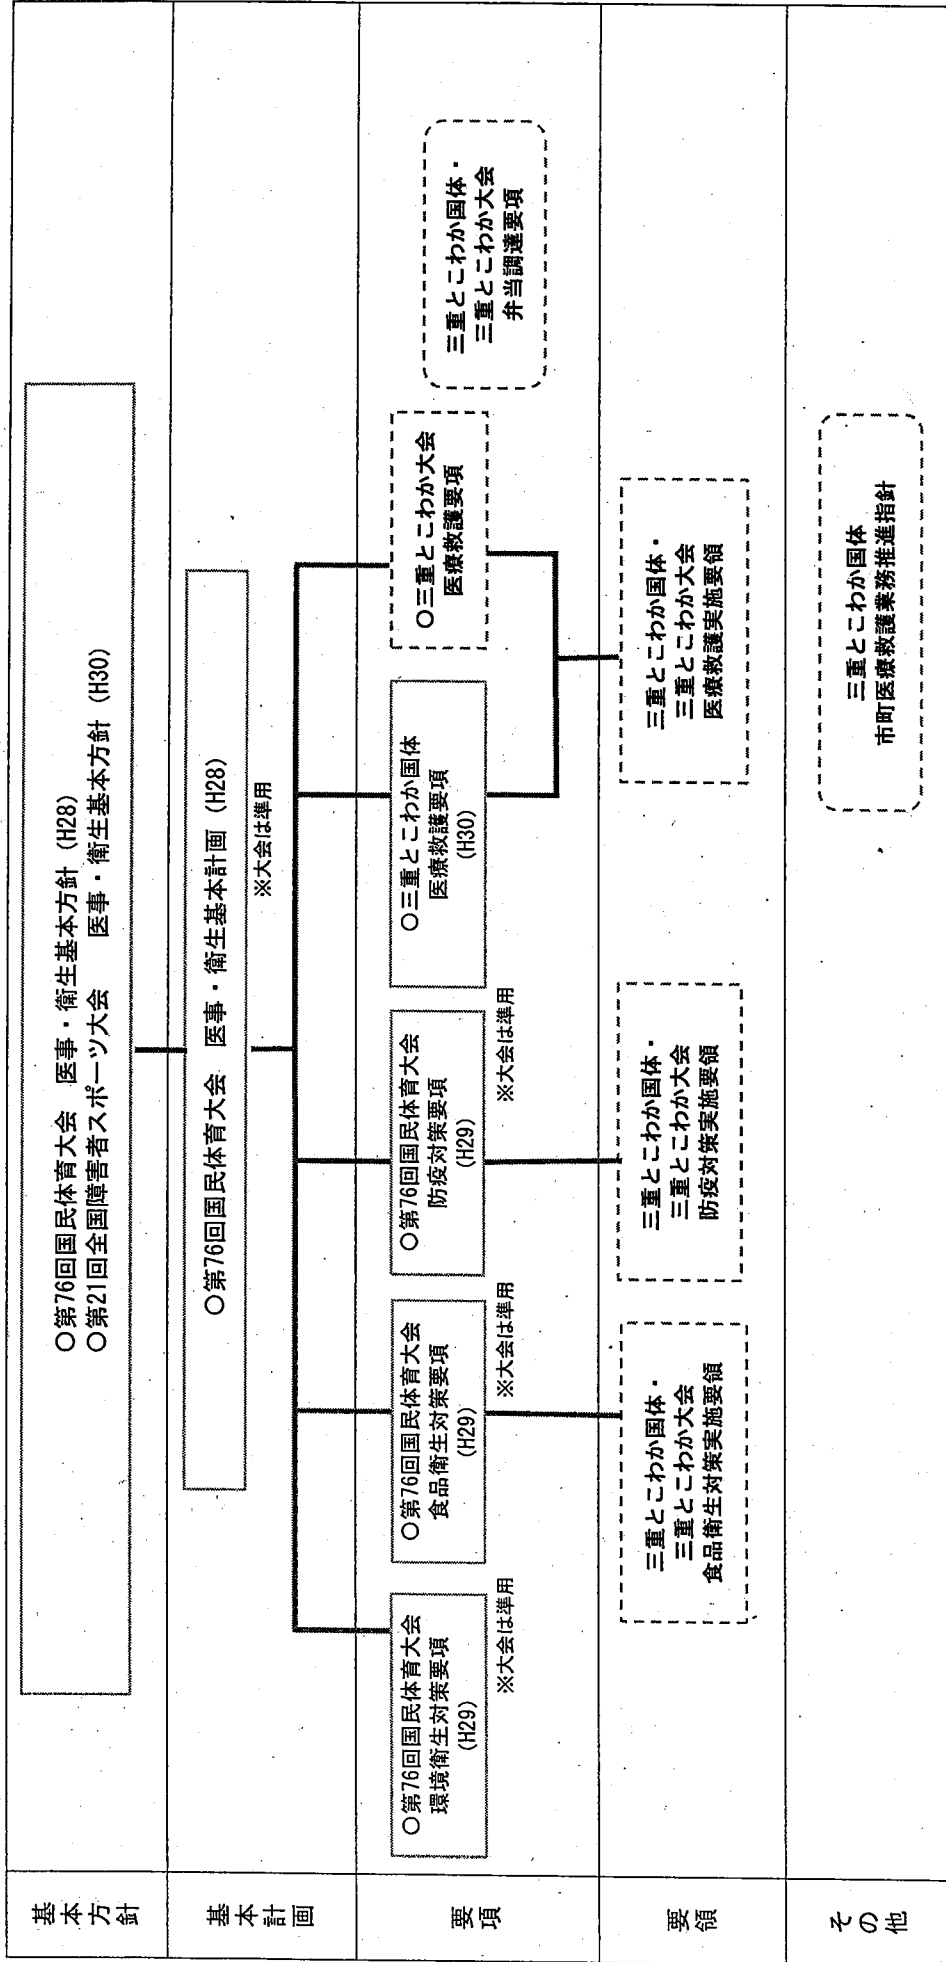 基本方針
○第76回国民体育大会　医事・衛生基本方針（H28）
○第21回全国障害者スポーツ大会　医事・衛生基本方針（H30）
基本計画
○第76回国民体育大会　医事・衛生基本計画（H28）
※大会は準用
要項
○第76回国民体育大会
環境衛生対策要項
（H29）
※大会は準用
○第76回国民体育大会
食品衛生対策要項
（H29）
※大会は準用
○第76回国民体育大会
防疫対策要項
（H29）
※大会は準用
○三重とこわか国体
医療救護要項
（H30）
○三重とこわか大会
医療救護要項
三重とこわか国体・
三重とこわか大会
弁当調達要項
要領
三重とこわか国体・
三重とこわか大会
食品衛生対策実施要領
三重とこわか国体・
三重とこわか大会
防疫対策実施要領
三重とこわか国体・
三重とこわか大会
医療救護実施要領
その他
三重とこわか国体
市町医療救護業務推進指針